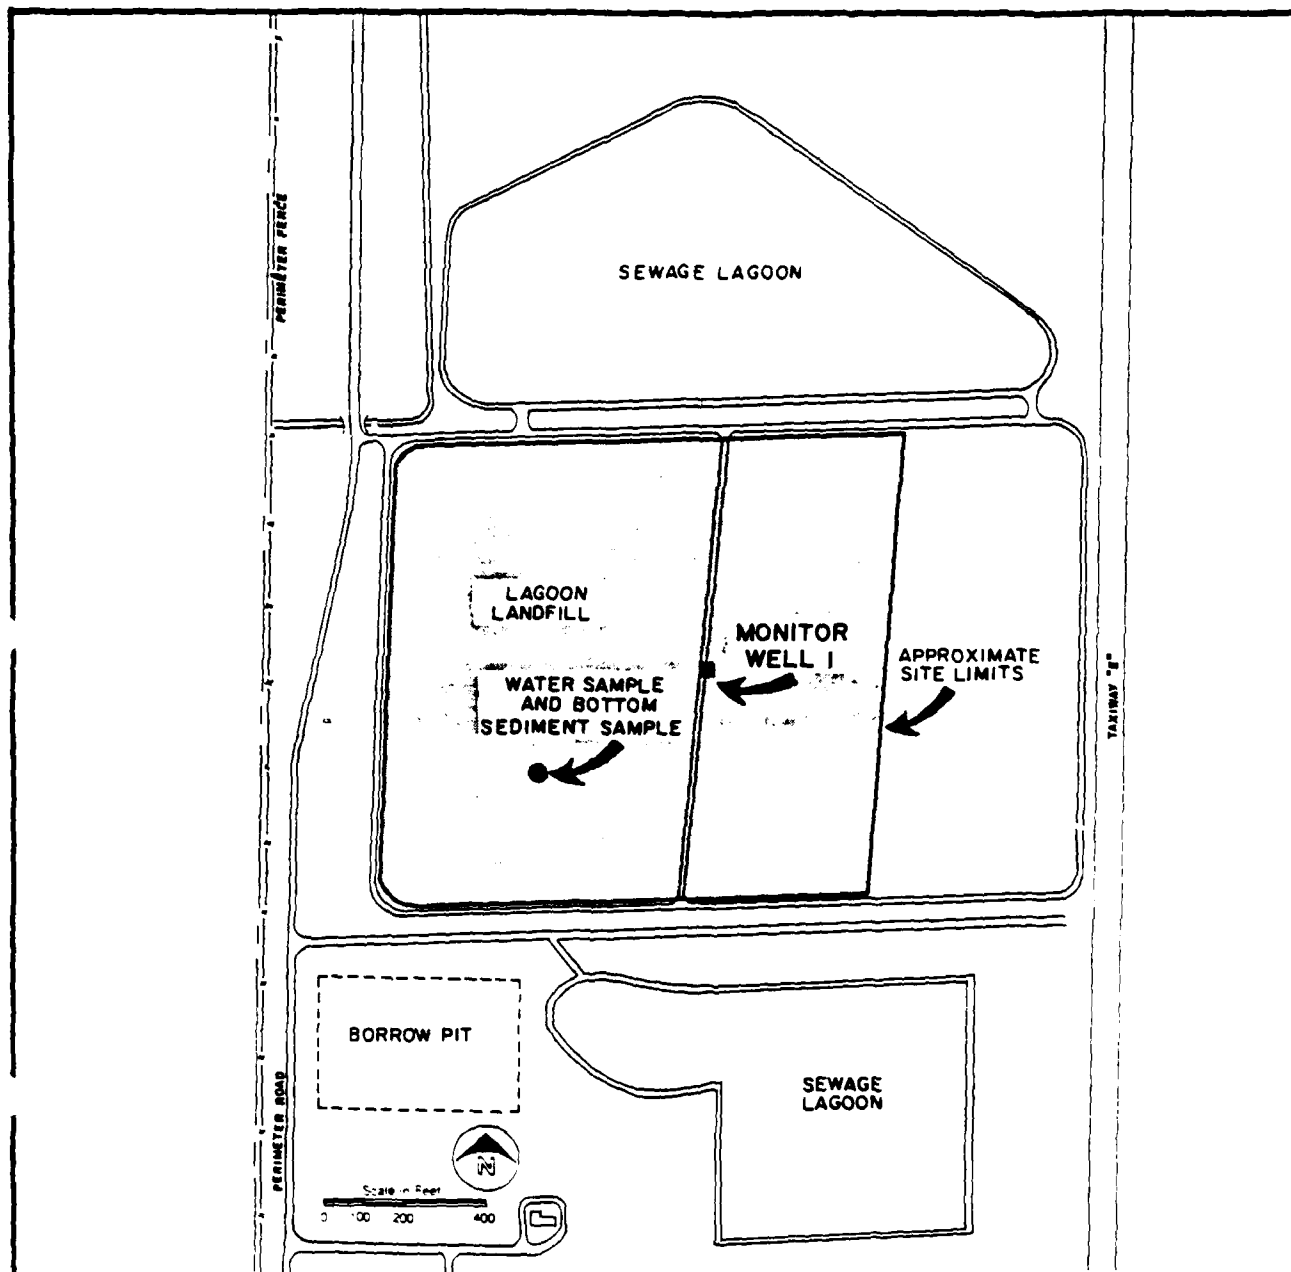 PERIMETER FENCE
SEWAGE LAGOON
LAGOON
LANDFILL
MONITOR
WELL 1
APPROXIMATE
SITE LIMITS
WATER SAMPLE
AND BOTTOM
SEDIMENT SAMPLE
TAXIWAY "E"
BORROW PIT
SEWAGE
LAGOON
PERIMETER ROAD
N
Scale in Feet
0 100 200 400